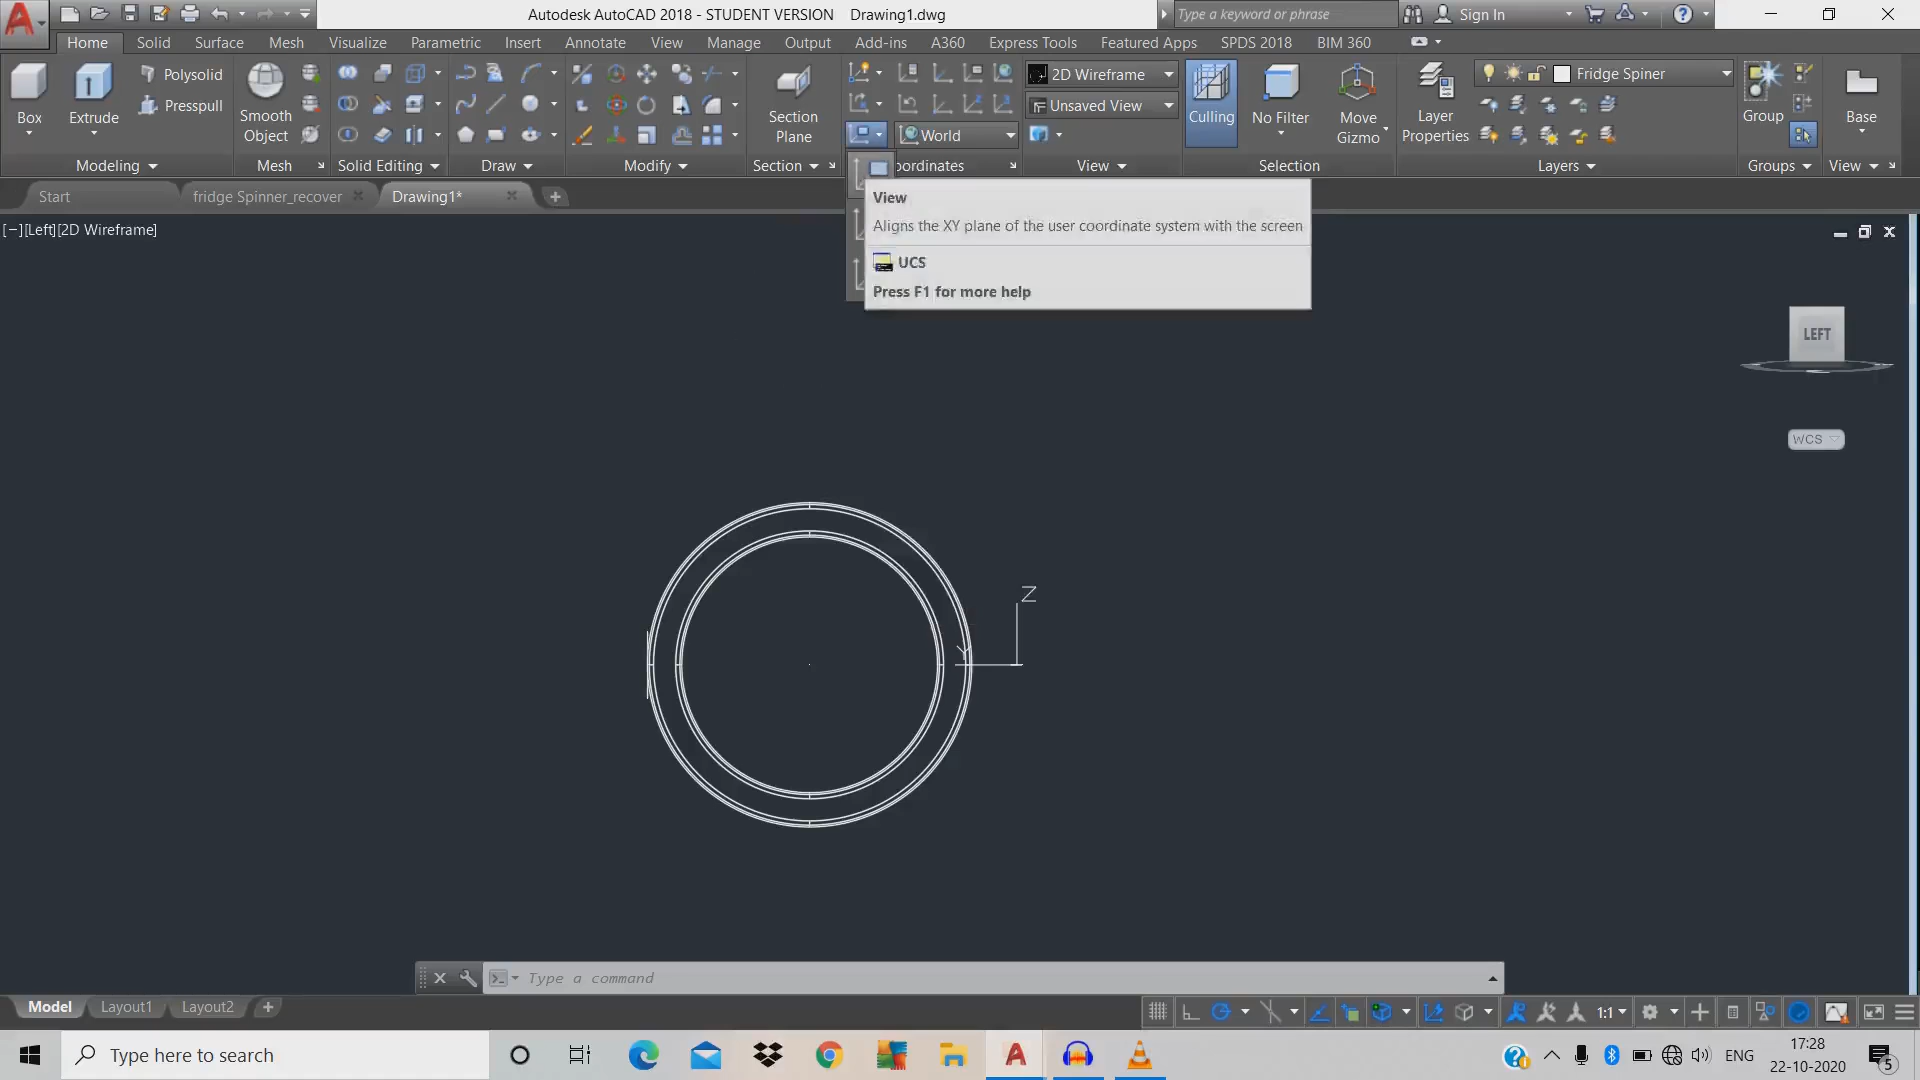 Autodesk AutoCAD 2018 - STUDENT VERSION Drawing1.dwg
Type a keyword or phrase
Sign In
Home Solid Surface Mesh Visualize Parametric Insert Annotate View Manage Output Add-ins A360 Express Tools Featured Apps SPDS 2018 BIM 360
Box
Extrude
Polysolid
Presspull
Smooth Object
Section Plane
World
2D Wireframe
Unsaved View
Culling
No Filter
Move Gizmo
Layer Properties
Fridge Spiner
Group
Base
Modeling Mesh Solid Editing Draw Modify Section oordinates View Selection Layers Groups View
Start fridge Spinner_recover Drawing1*
View
Aligns the XY plane of the user coordinate system with the screen
UCS
Press F1 for more help
[−][Left][2D Wireframe]
LEFT
WCS
Z
Y
Type a command
Model Layout1 Layout2
1:1
Type here to search
ENG
17:28
22-10-2020
5